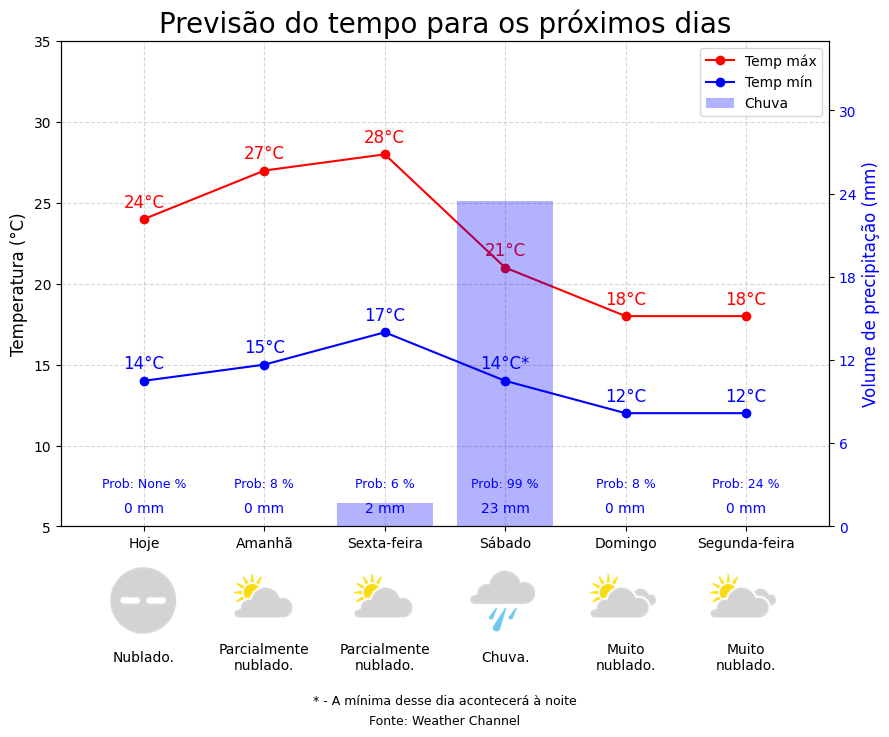 Previsão do tempo para os próximos dias
Temp máx
Temp mín
Chuva
Temperatura (°C)
Volume de precipitação (mm)
35
30
25
20
15
10
5
30
24
18
12
6
0
24°C
27°C
28°C
21°C
18°C
18°C
14°C
15°C
17°C
14°C*
12°C
12°C
Prob: None %
Prob: 8 %
Prob: 6 %
Prob: 99 %
Prob: 8 %
Prob: 24 %
0 mm
0 mm
2 mm
23 mm
0 mm
0 mm
Hoje
Amanhã
Sexta-feira
Sábado
Domingo
Segunda-feira
Nublado.
Parcialmente
nublado.
Parcialmente
nublado.
Chuva.
Muito
nublado.
Muito
nublado.
* - A mínima desse dia acontecerá à noite
Fonte: Weather Channel